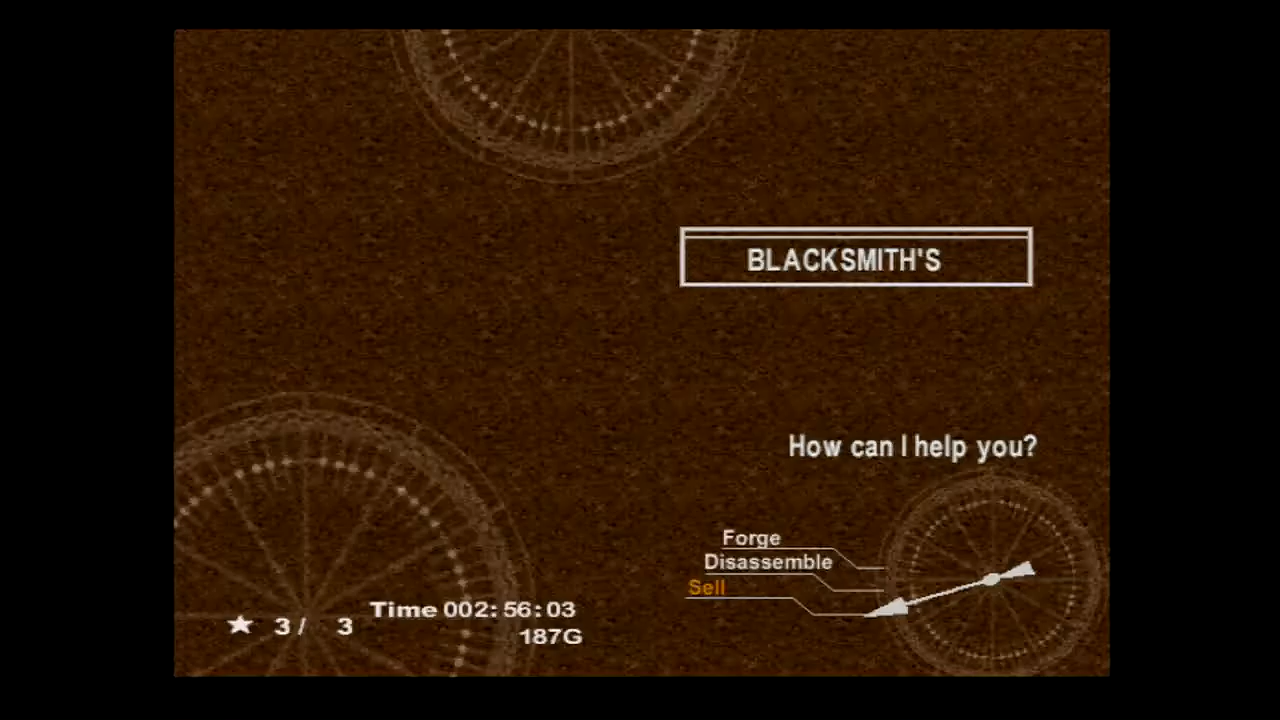 BLACKSMITH'S
How can I help you?
Forge
Disassemble
Sell
Time 002:56:03
★ 3/ 3
187G